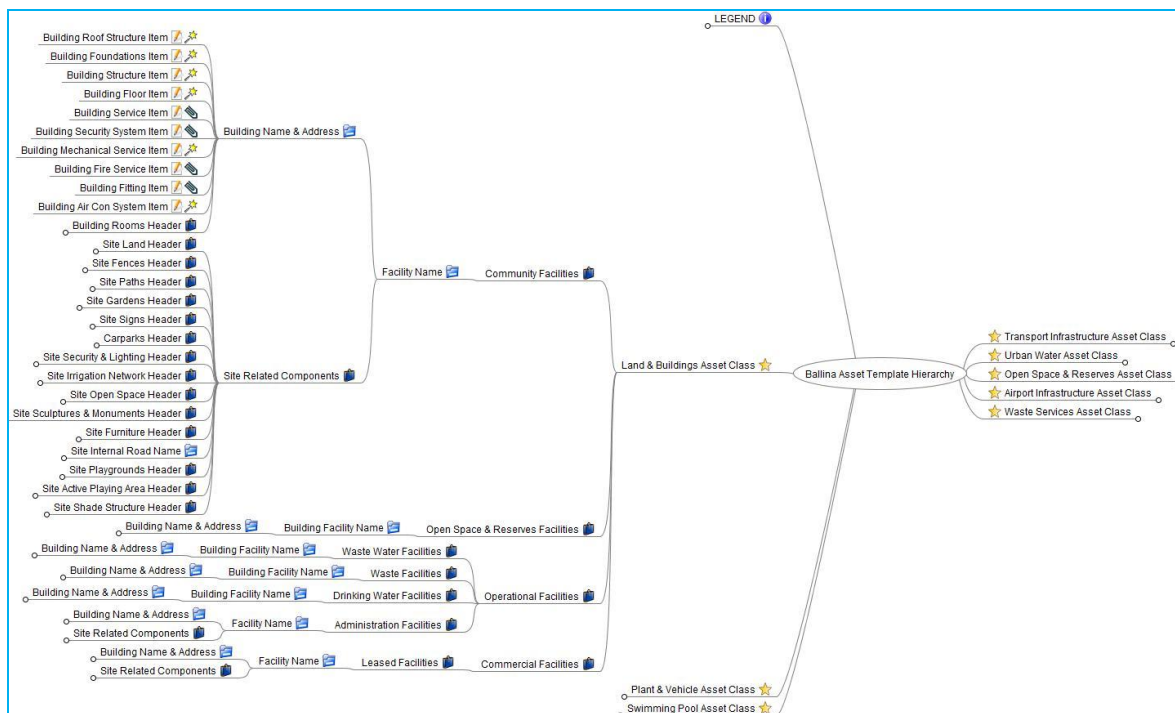 LEGEND
Building Roof Structure Item
Building Foundations Item
Building Structure Item
Building Floor Item
Building Service Item
Building Security System Item
Building Mechanical Service Item
Building Fire Service Item
Building Fitting Item
Building Air Con System Item
Building Rooms Header
Building Name & Address
Site Land Header
Site Fences Header
Site Paths Header
Site Gardens Header
Site Signs Header
Carparks Header
Site Security & Lighting Header
Site Irrigation Network Header
Site Open Space Header
Site Sculptures & Monuments Header
Site Furniture Header
Site Internal Road Name
Site Playgrounds Header
Site Active Playing Area Header
Site Shade Structure Header
Site Related Components
Facility Name
Community Facilities
Building Name & Address
Building Facility Name
Open Space & Reserves Facilities
Building Name & Address
Building Facility Name
Waste Water Facilities
Building Name & Address
Building Facility Name
Waste Facilities
Building Name & Address
Building Facility Name
Drinking Water Facilities
Building Name & Address
Site Related Components
Facility Name
Administration Facilities
Operational Facilities
Building Name & Address
Site Related Components
Facility Name
Leased Facilities
Commercial Facilities
Land & Buildings Asset Class
Plant & Vehicle Asset Class
Swimming Pool Asset Class
Ballina Asset Template Hierarchy
Transport Infrastructure Asset Class
Urban Water Asset Class
Open Space & Reserves Asset Class
Airport Infrastructure Asset Class
Waste Services Asset Class